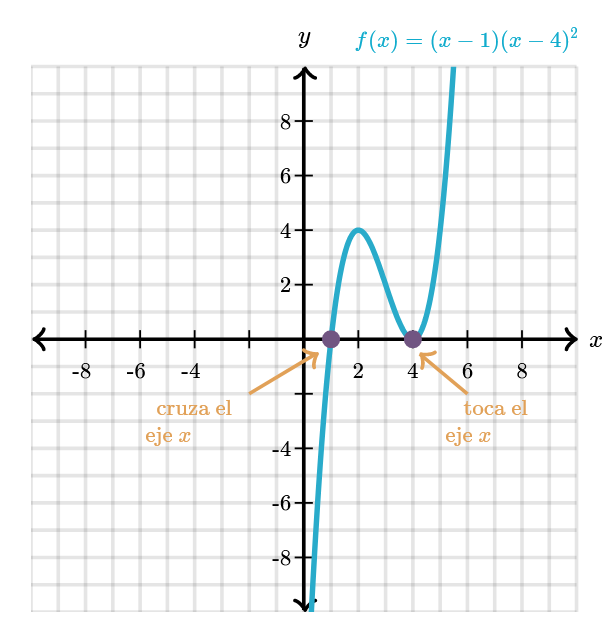 y
f(x) = (x − 1)(x − 4)²
8
6
4
2
x
-8 -6 -4 2 4 6 8
cruza el
eje x
toca el
eje x
-4
-6
-8